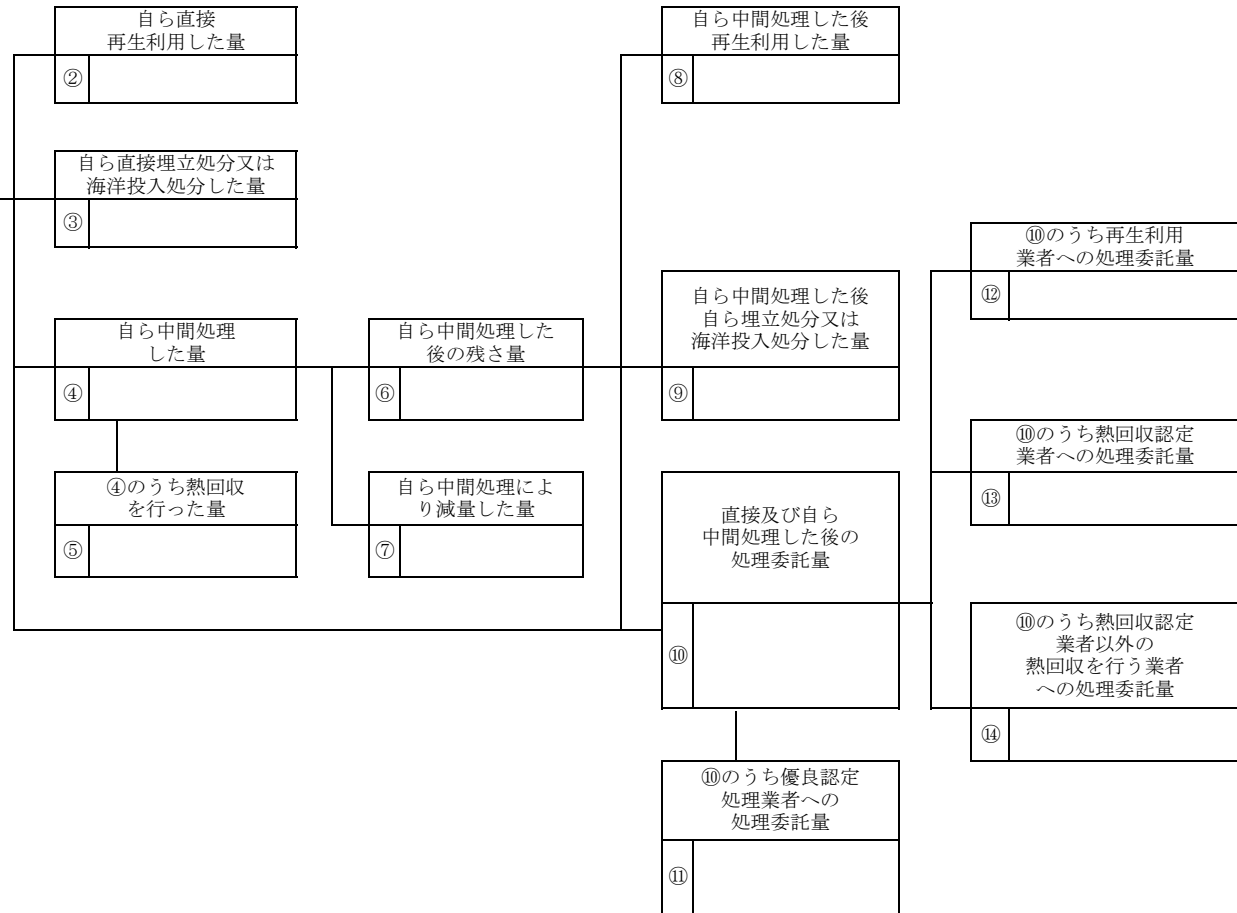 自ら直接
再生利用した量
②
自ら直接埋立処分又は
海洋投入処分した量
③
自ら中間処理
した量
④
④のうち熱回収
を行った量
⑤
自ら中間処理した
後の残さ量
⑥
自ら中間処理によ
り減量した量
⑦
自ら中間処理した後
再生利用した量
⑧
自ら中間処理した後
自ら埋立処分又は
海洋投入処分した量
⑨
直接及び自ら
中間処理した後の
処理委託量
⑩
⑩のうち優良認定
処理業者への
処理委託量
⑪
⑩のうち再生利用
業者への処理委託量
⑫
⑩のうち熱回収認定
業者への処理委託量
⑬
⑩のうち熱回収認定
業者以外の
熱回収を行う業者
への処理委託量
⑭